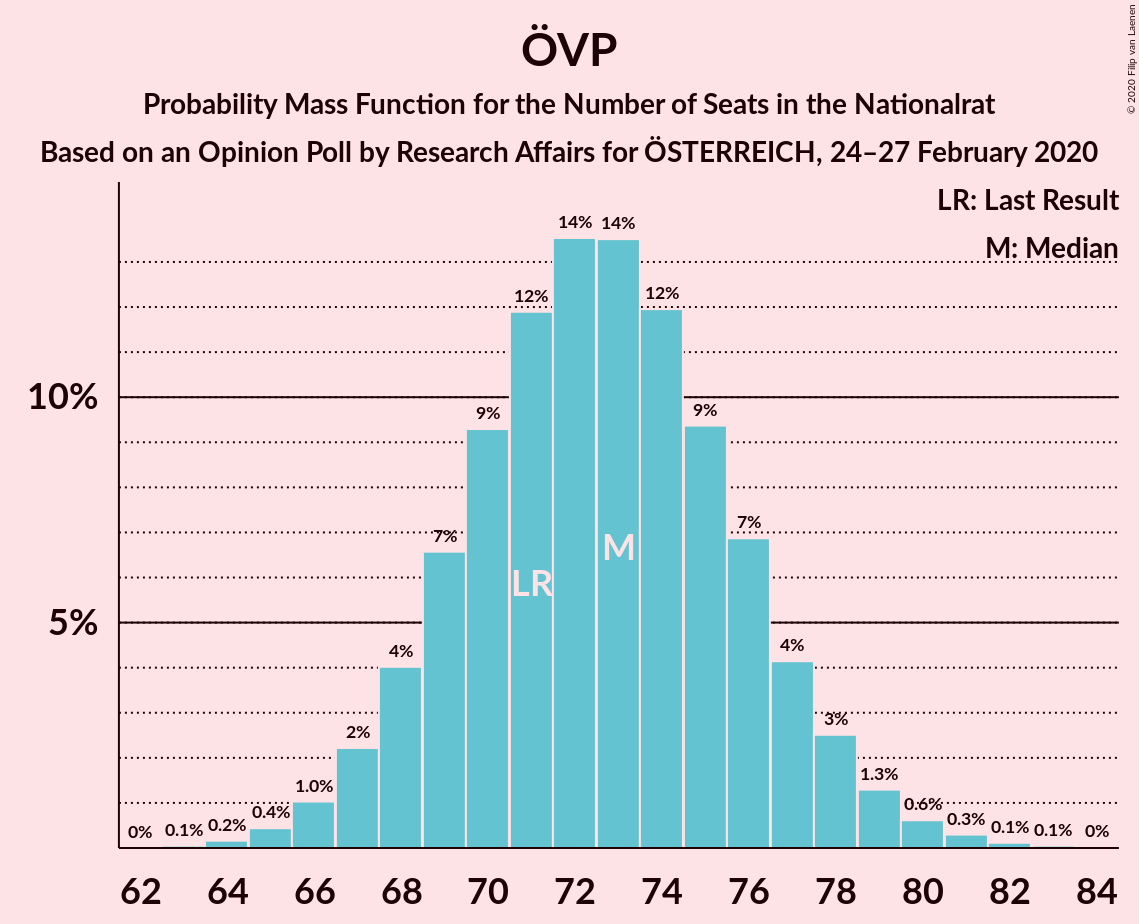 ÖVP
Probability Mass Function for the Number of Seats in the Nationalrat
Based on an Opinion Poll by Research Affairs for ÖSTERREICH, 24–27 February 2020
© 2020 Filip van Laenen
LR: Last Result
M: Median
14% 14%
12% 12%
10%
9% 9%
7% 7%
M
LR
5%
4% 4%
2% 3%
1.0% 1.3%
0% 0.1% 0.2% 0.4% 0.6% 0.3% 0.1% 0.1% 0%
62 64 66 68 70 72 74 76 78 80 82 84